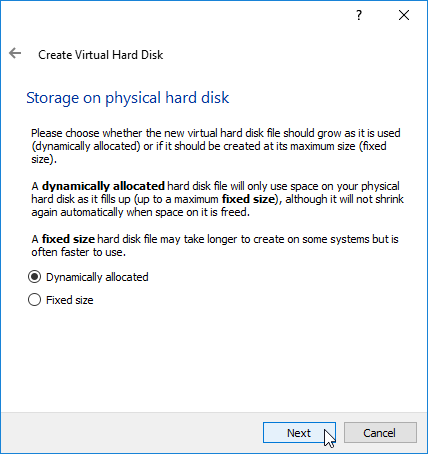 ?
Create Virtual Hard Disk
Storage on physical hard disk
Please choose whether the new virtual hard disk file should grow as it is used
(dynamically allocated) or if it should be created at its maximum size (fixed
size).
A dynamically allocated hard disk file will only use space on your physical
hard disk as it fills up (up to a maximum fixed size), although it will not shrink
again automatically when space on it is freed.
A fixed size hard disk file may take longer to create on some systems but is
often faster to use.
Dynamically allocated
Fixed size
Next
Cancel